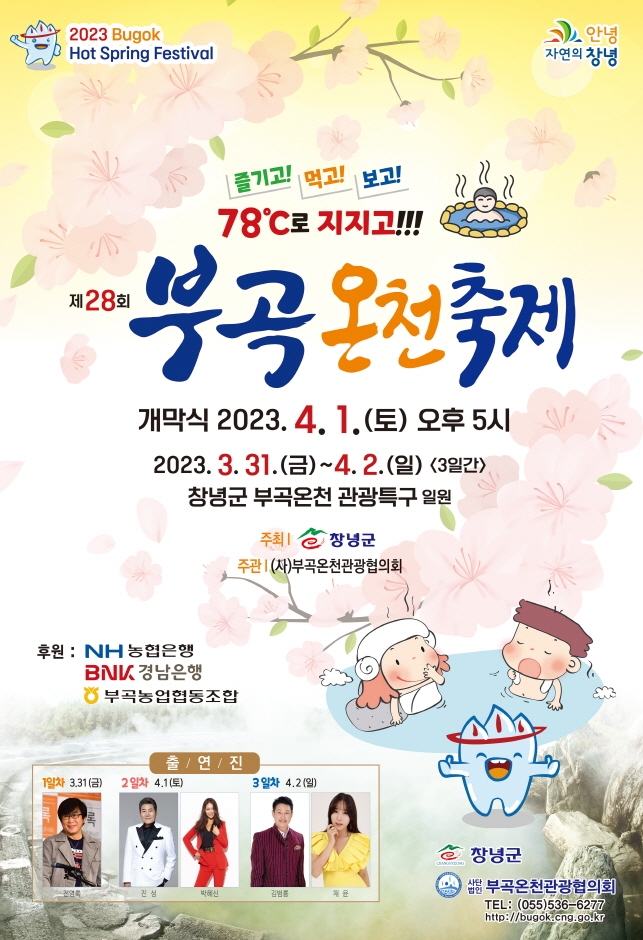 2023 Bugok
Hot Spring Festival
안녕
자연의 창녕
즐기고! 먹고! 보고!
78℃로 지지고!!!
제28회 부곡 온천 축제
개막식 2023. 4. 1.(토) 오후 5시
2023. 3. 31.(금)~4. 2.(일) <3일간>
창녕군 부곡온천 관광특구 일원
주최 | 창녕군
주관 | (사)부곡온천관광협의회
후원 : NH 농협은행
BNK 경남은행
부곡농업협동조합
출/연/진
1일차 3.31(금) 2일차 4.1(토) 3일차 4.2(일)
전영록 진 성 박혜신 김범룡 채 윤
창녕군
사단법인 부곡온천관광협의회
TEL: (055)536-6277
http://bugok.cng.go.kr